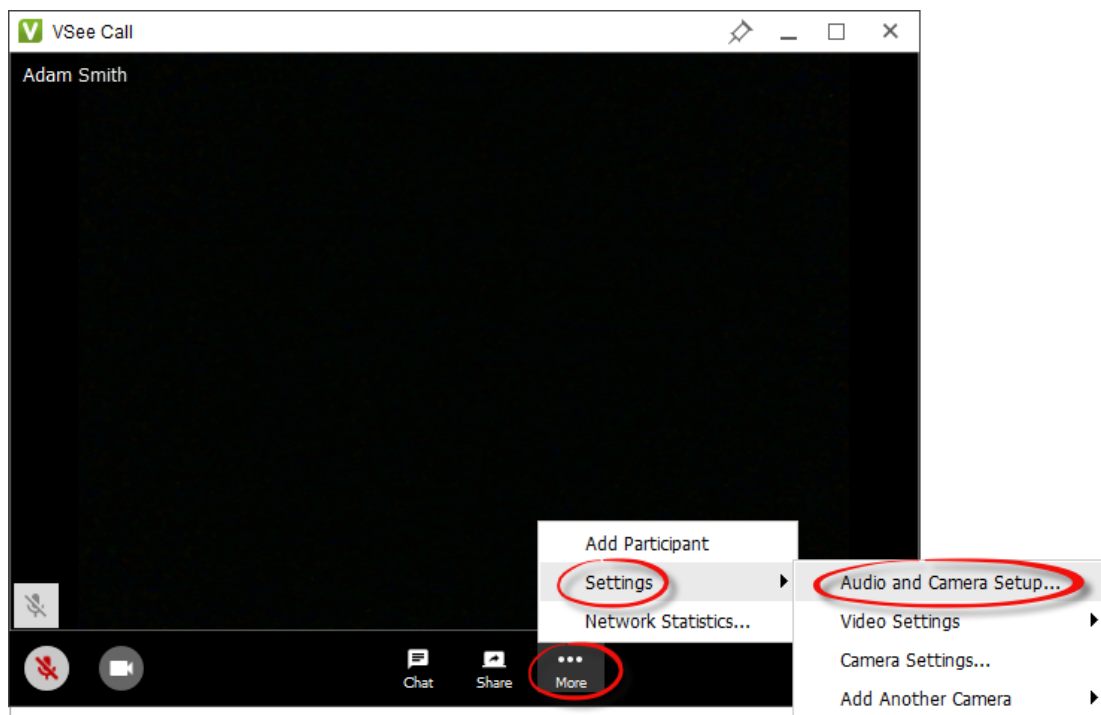 V VSee Call
Adam Smith
Add Participant
Settings
Network Statistics...
Audio and Camera Setup...
Video Settings
Camera Settings...
Add Another Camera
Chat
Share
More